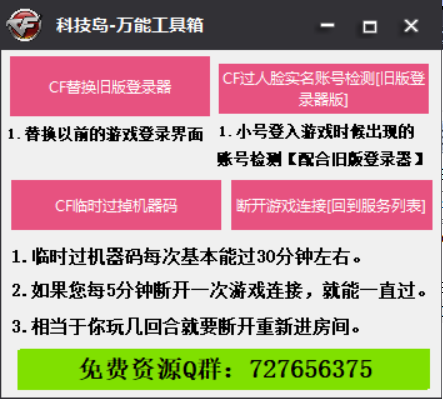 科技岛-万能工具箱
CF替换旧版登录器
CF过人脸实名账号检测[旧版登录器版]
1.替换以前的游戏登录界面
1.小号登入游戏时候出现的
账号检测【配合旧版登录器】
CF临时过掉机器码
断开游戏连接[回到服务列表]
1.临时过机器码每次基本能过30分钟左右。
2.如果您每5分钟断开一次游戏连接，就能一直过。
3.相当于你玩几回合就要断开重新进房间。
免费资源Q群：727656375